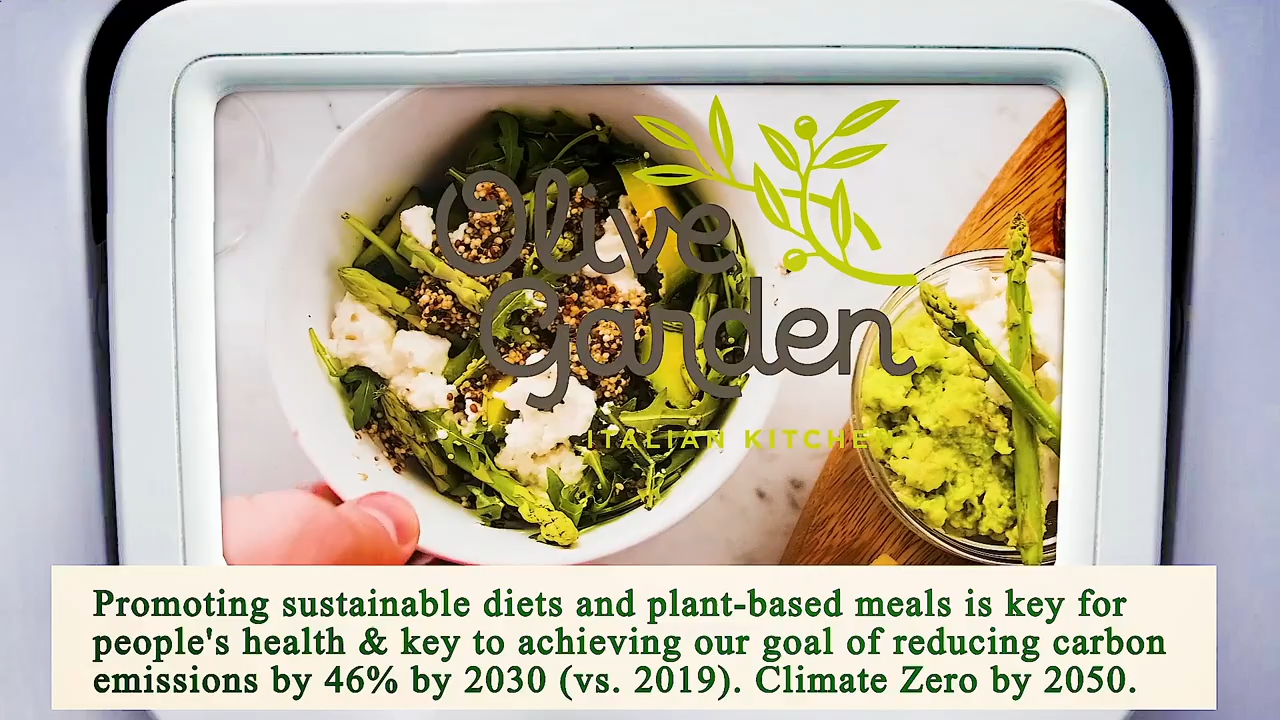 Olive
Garden
ITALIAN KITCHEN
Promoting sustainable diets and plant-based meals is key for
people's health & key to achieving our goal of reducing carbon
emissions by 46% by 2030 (vs. 2019). Climate Zero by 2050.